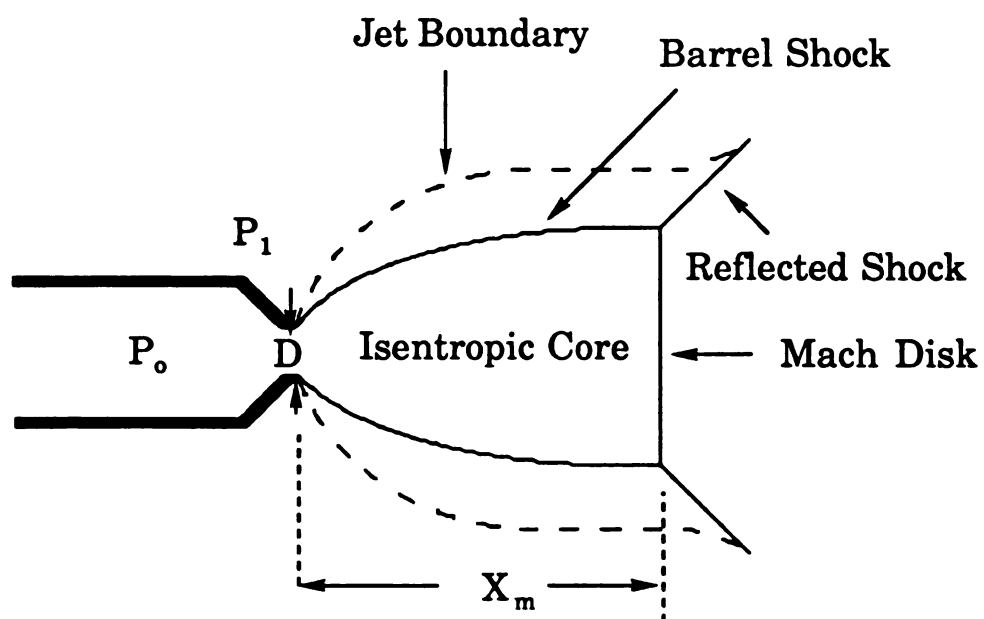 Jet Boundary
Barrel Shock
P₁
Reflected Shock
Pₒ
D
Isentropic Core
Mach Disk
Xₘ